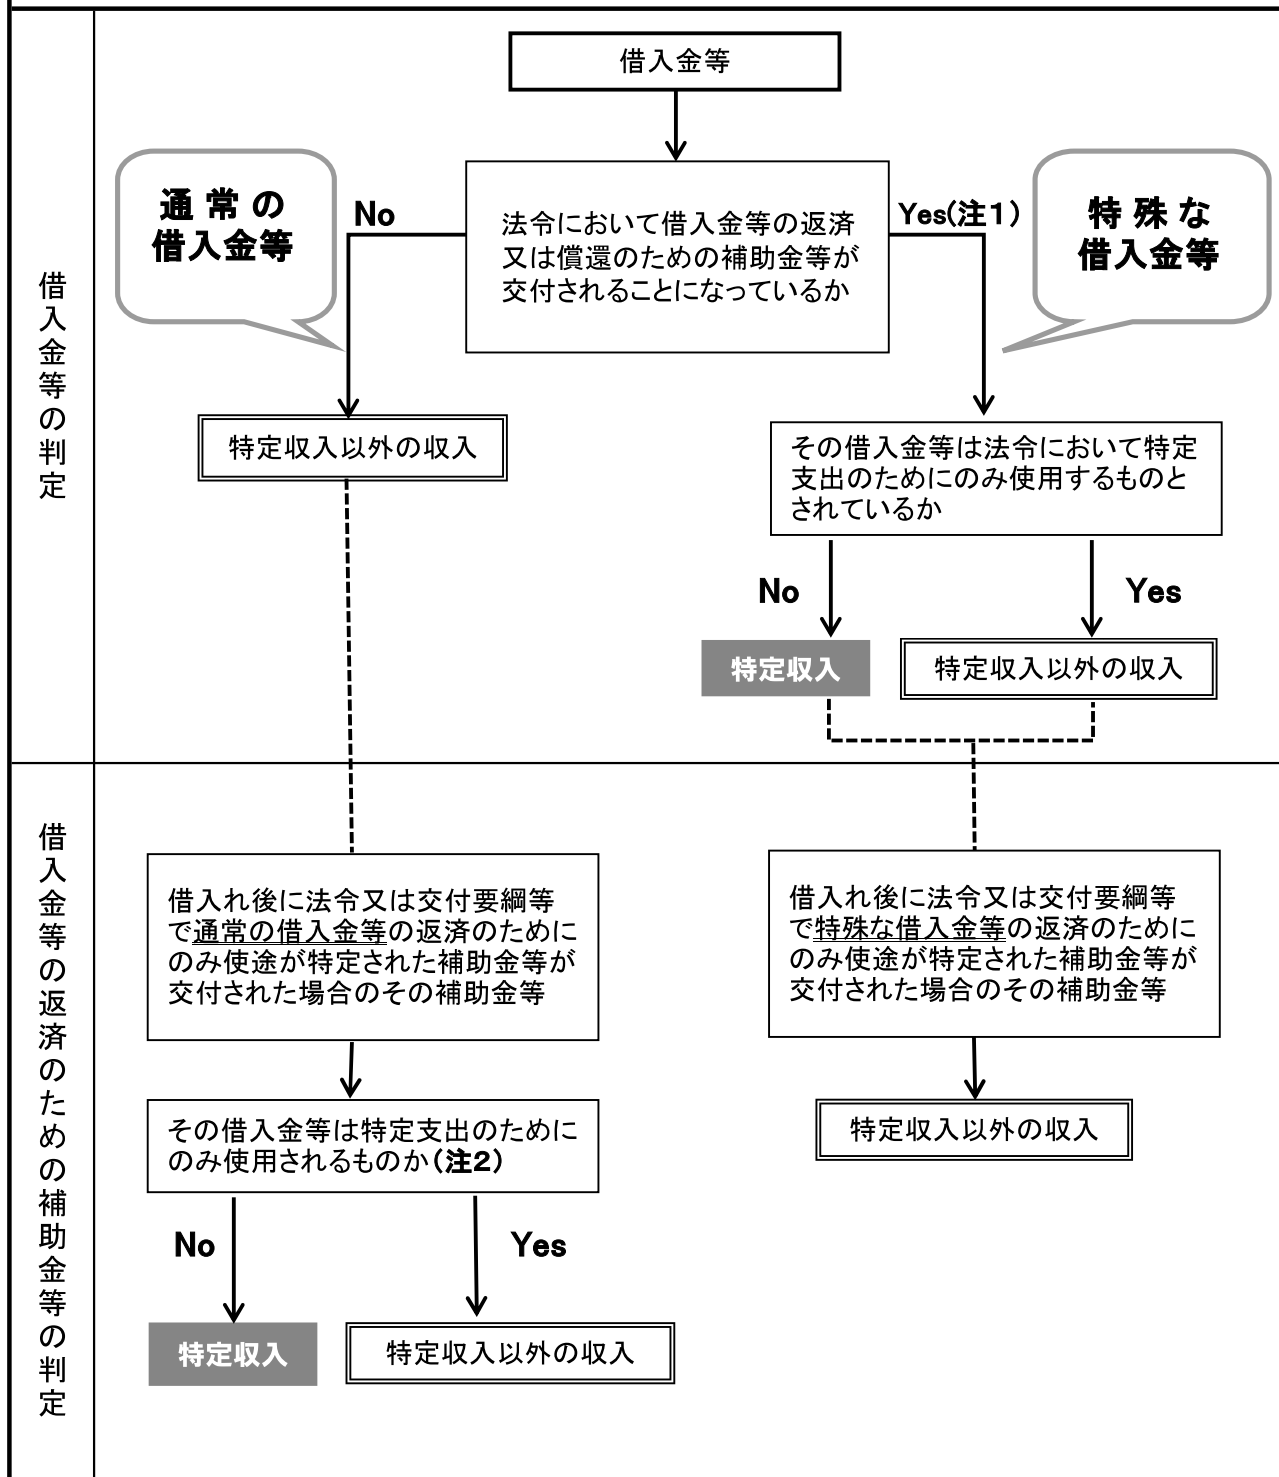 借入金等の判定
借入金等
通常の
借入金等
No
法令において借入金等の返済
又は償還のための補助金等が
交付されることになっているか
Yes(注1)
特殊な
借入金等
特定収入以外の収入
その借入金等は法令において特定
支出のためにのみ使用するものと
されているか
No
Yes
特定収入
特定収入以外の収入
借入金等の返済のための補助金等の判定
借入れ後に法令又は交付要綱等
で通常の借入金等の返済のために
のみ使途が特定された補助金等が
交付された場合のその補助金等
借入れ後に法令又は交付要綱等
で特殊な借入金等の返済のために
のみ使途が特定された補助金等が
交付された場合のその補助金等
その借入金等は特定支出のために
のみ使用されるものか(注2)
特定収入以外の収入
No
Yes
特定収入
特定収入以外の収入